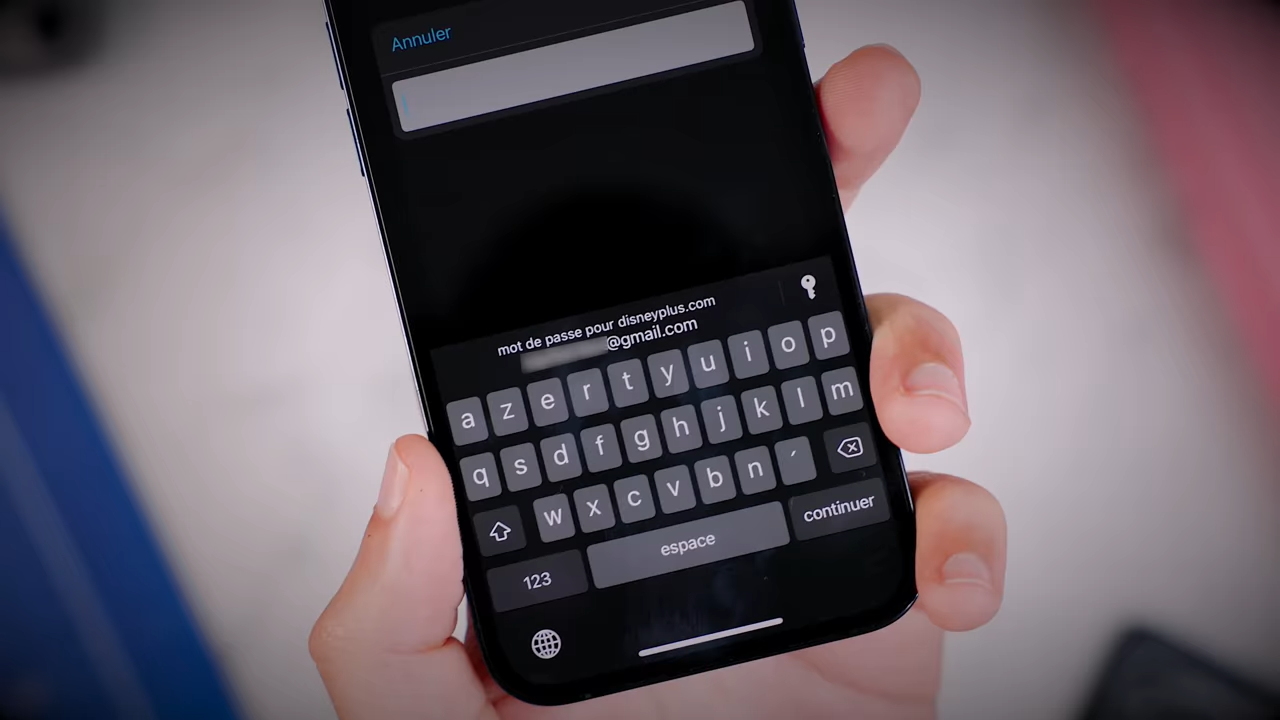 Annuler
mot de passe pour disneyplus.com
@gmail.com
a z e r t y u i o p
q s d f g h j k l m
w x c v b n ´
123 espace continuer